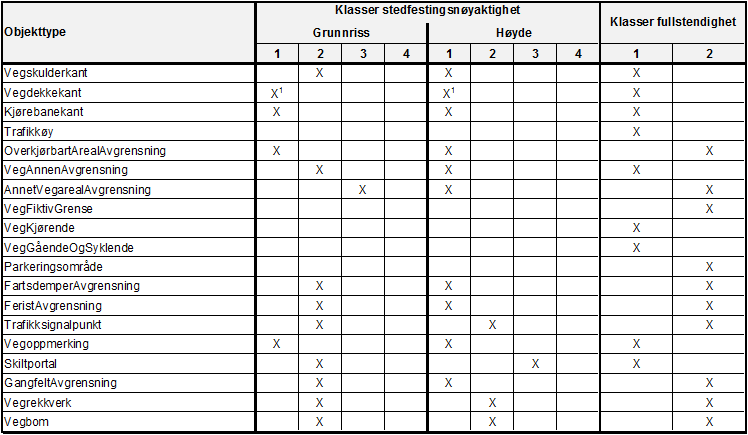 Objekttype Klasser stedfestingsnøyaktighet Klasser fullstendighet
Grunnriss Høyde
1 2 3 4 1 2 3 4 1 2
Vegskulderkant X X X
Vegdekkekant X¹ X¹ X
Kjørebanekant X X X
Trafikkøy X
OverkjørbartArealAvgrensning X X X
VegAnnenAvgrensning X X X
AnnetVegarealAvgrensning X X X
VegFiktivGrense X
VegKjørende X
VegGåendeOgSyklende X
Parkeringsområde X
FartsdemperAvgrensning X X X
FeristAvgrensning X X X
Trafikksignalpunkt X X X
Vegoppmerking X X X
Skiltportal X X X
GangfeltAvgrensning X X X
Vegrekkverk X X X
Vegbom X X X